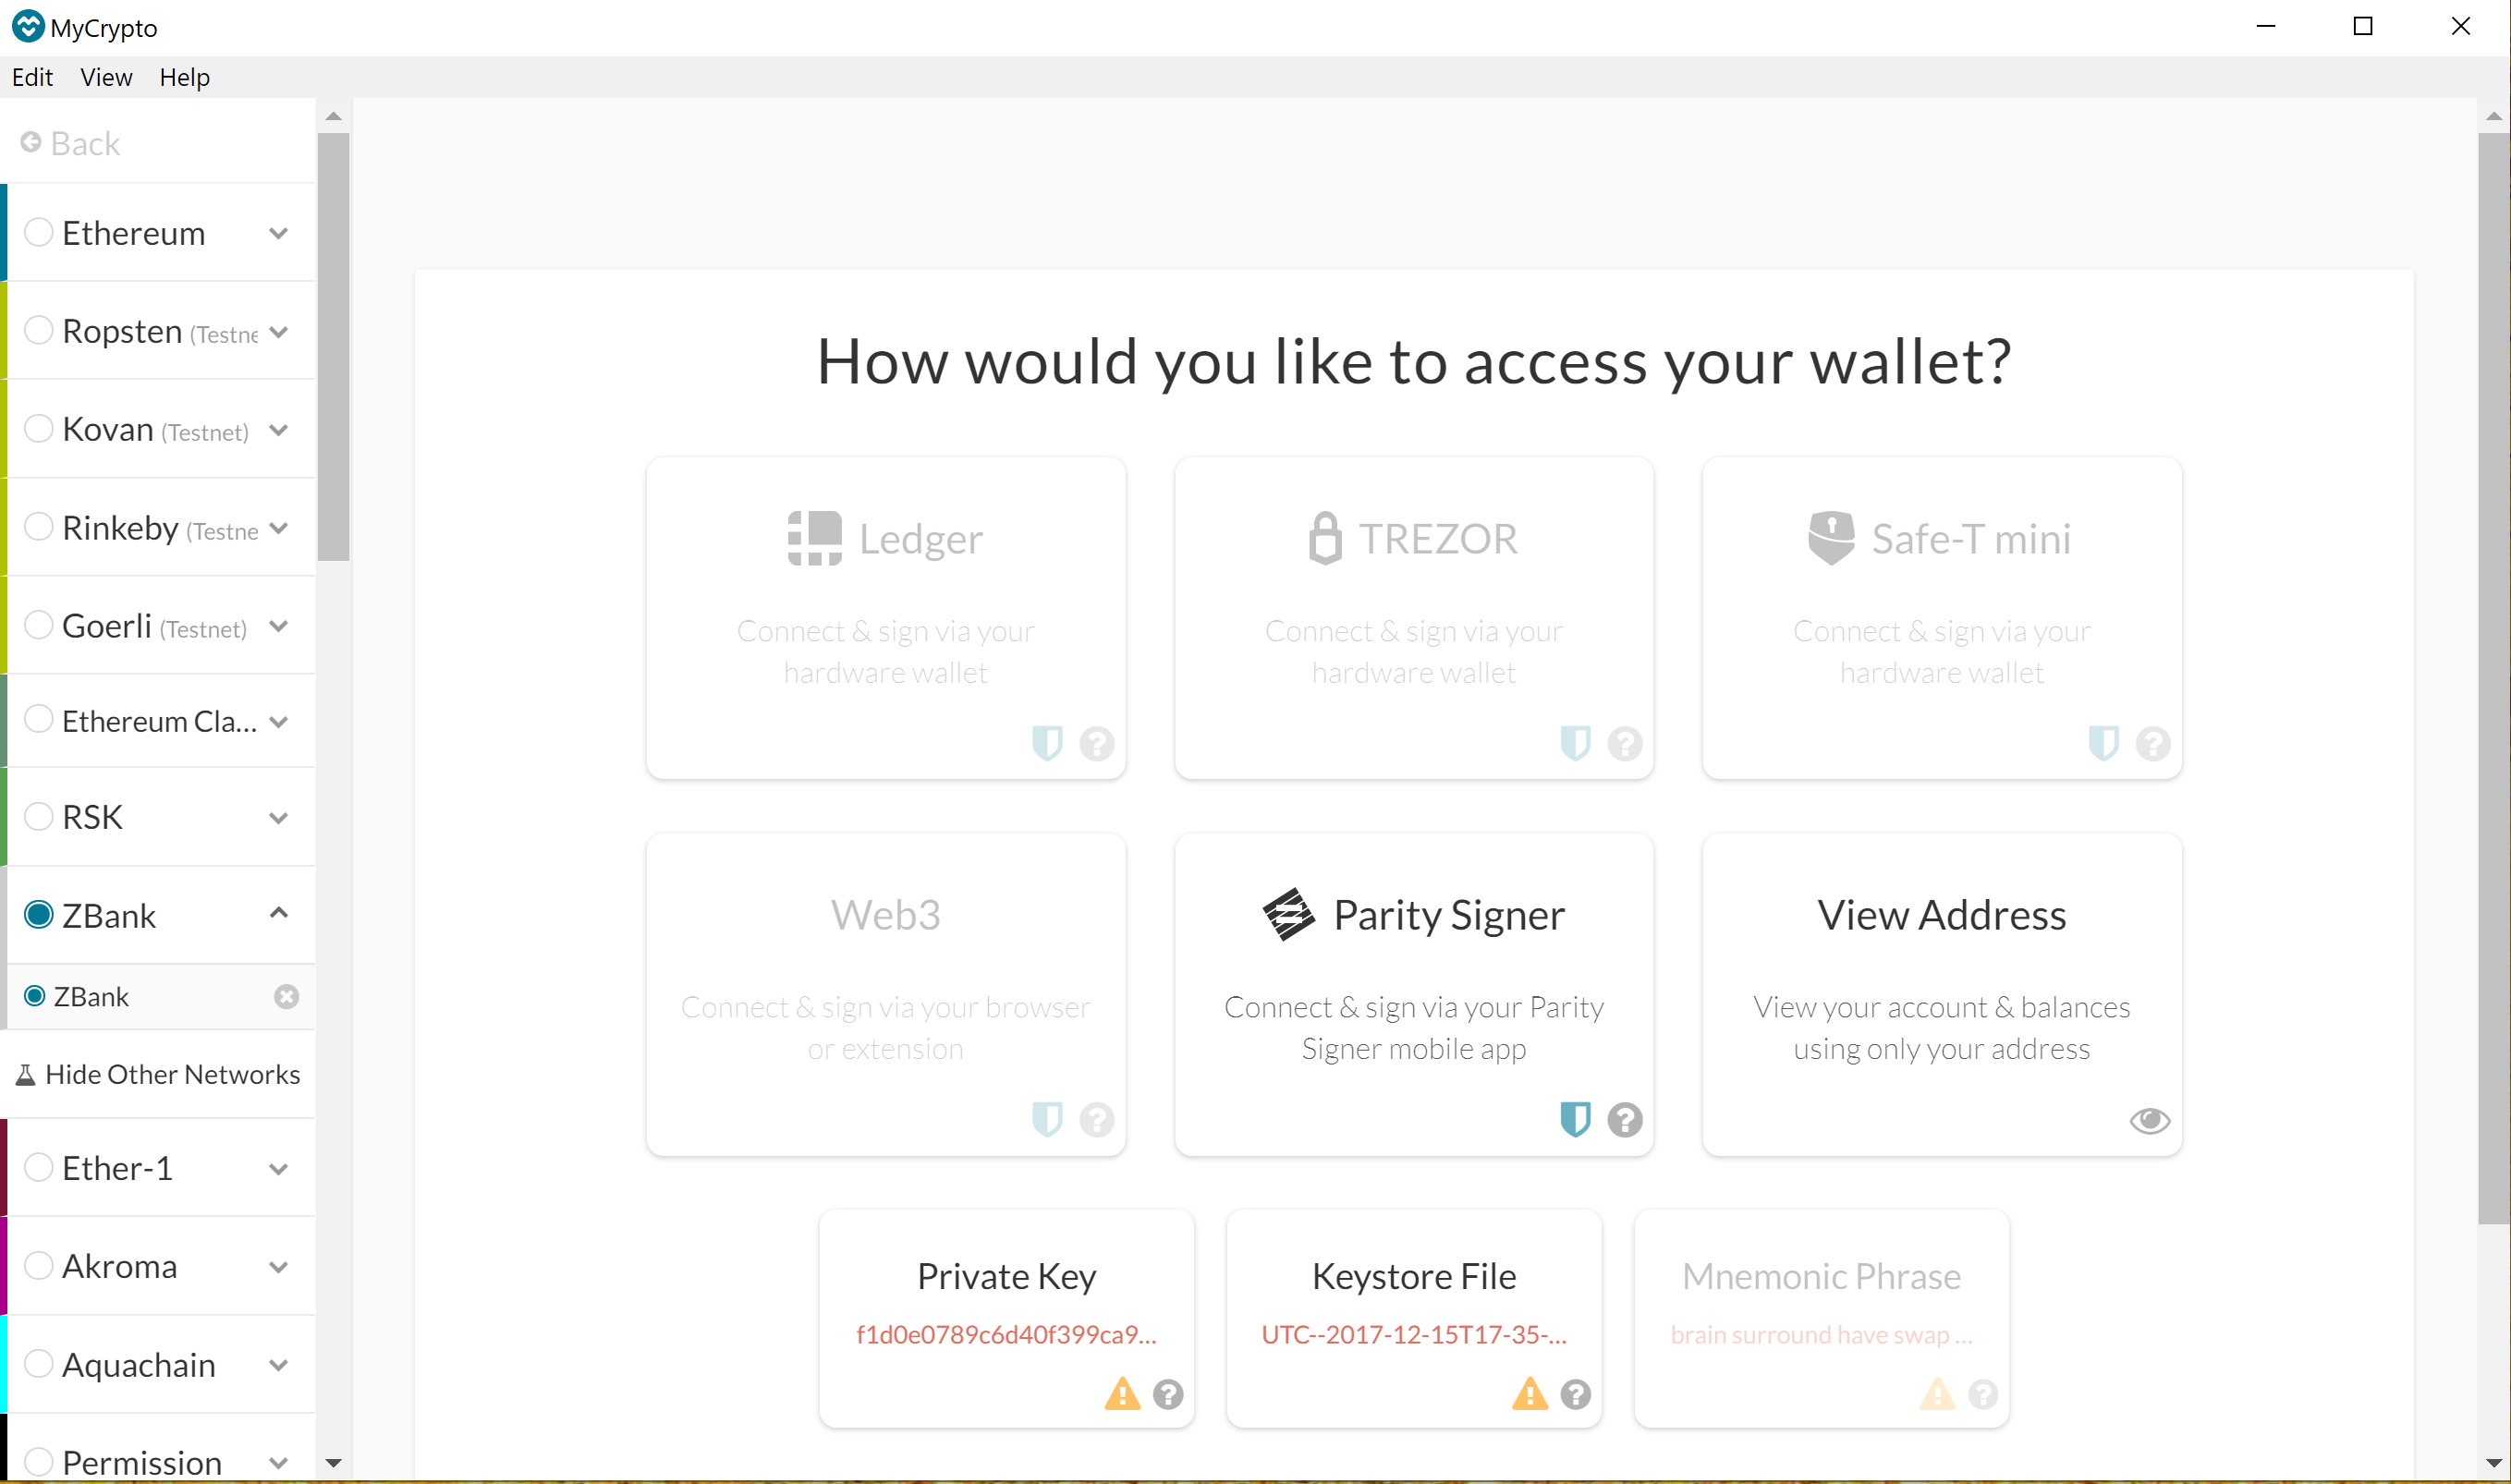 MyCrypto
Edit View Help
Back
Ethereum
Ropsten (Testne
Kovan (Testnet)
Rinkeby (Testne
Goerli (Testnet)
Ethereum Cla...
RSK
ZBank
ZBank
Hide Other Networks
Ether-1
Akroma
Aquachain
Permission
How would you like to access your wallet?
Ledger
Connect & sign via your
hardware wallet
TREZOR
Connect & sign via your
hardware wallet
Safe-T mini
Connect & sign via your
hardware wallet
Web3
Connect & sign via your browser
or extension
Parity Signer
Connect & sign via your Parity
Signer mobile app
View Address
View your account & balances
using only your address
Private Key
f1d0e0789c6d40f399ca9...
Keystore File
UTC--2017-12-15T17-35-...
Mnemonic Phrase
brain surround have swap ...